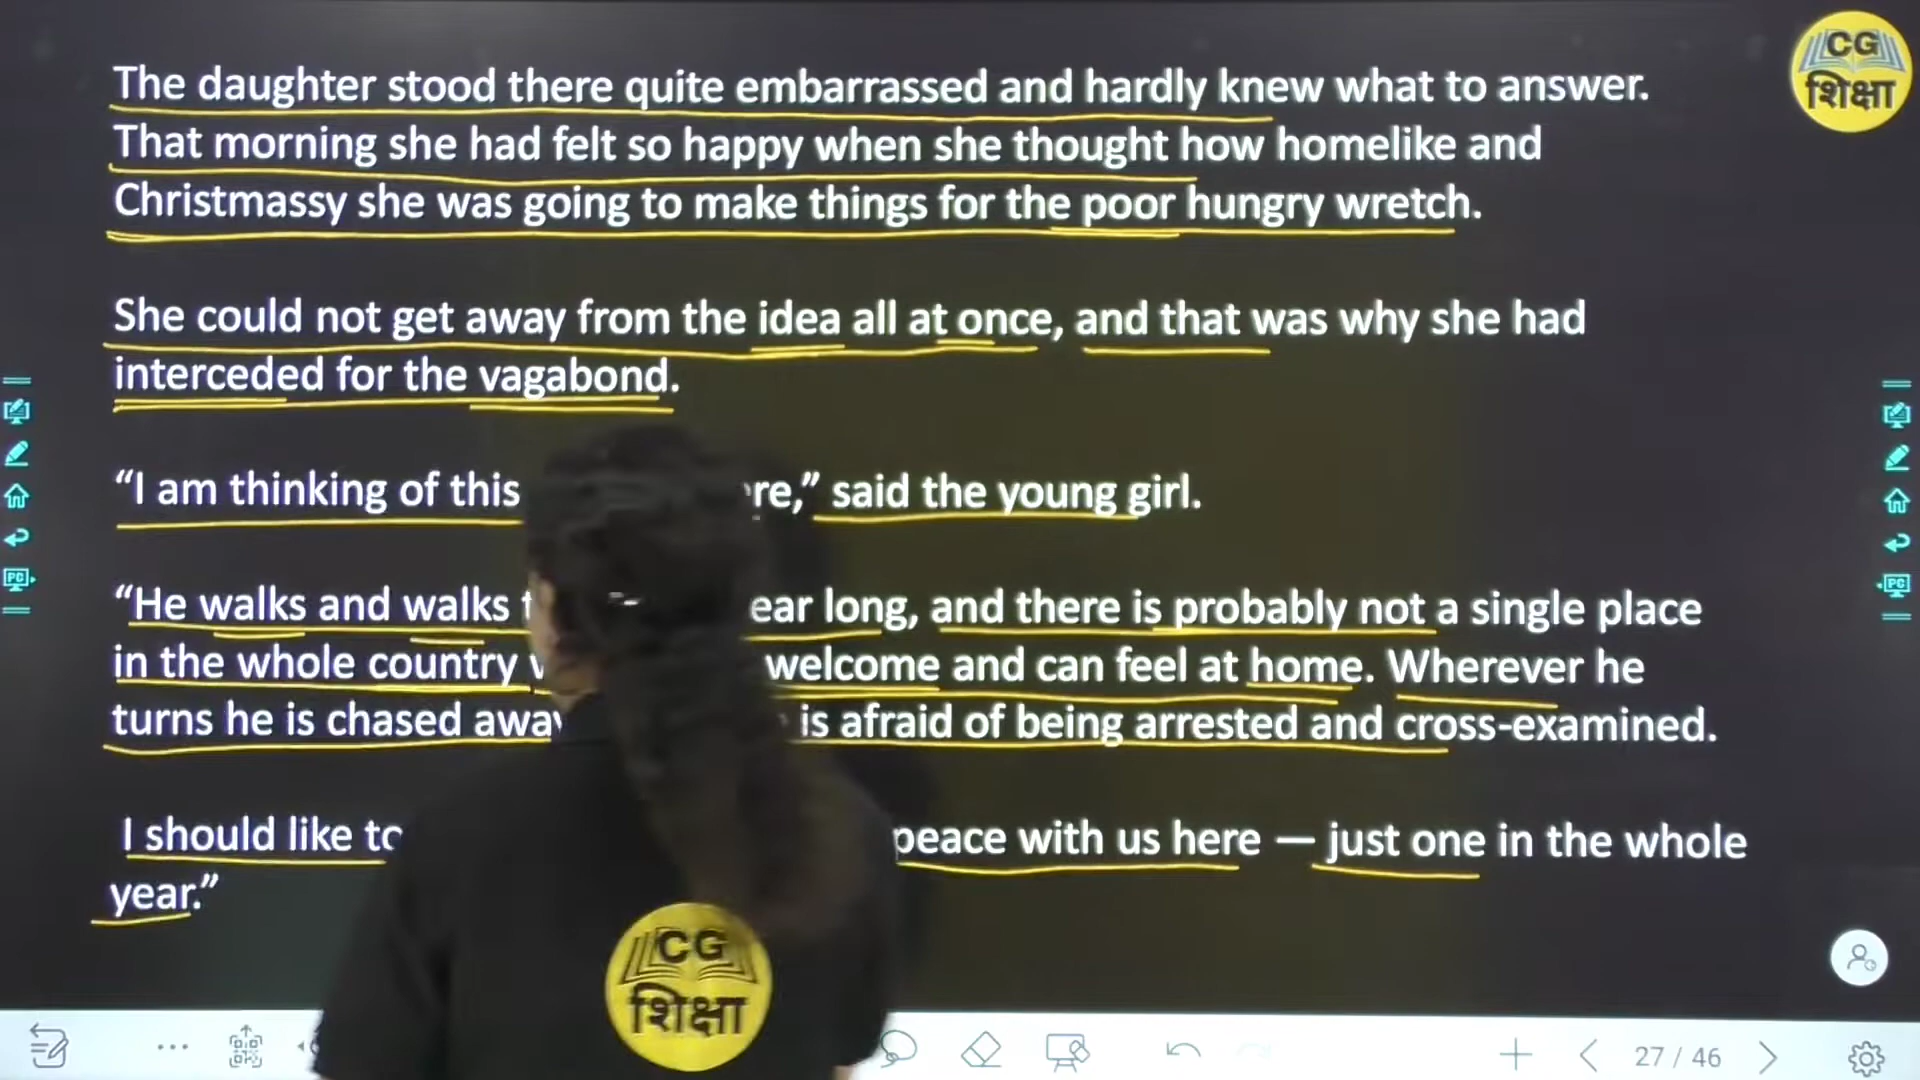 CG
शिक्षा
The daughter stood there quite embarrassed and hardly knew what to answer.
That morning she had felt so happy when she thought how homelike and
Christmassy she was going to make things for the poor hungry wretch.
She could not get away from the idea all at once, and that was why she had
interceded for the vagabond.
“I am thinking of this re,” said the young girl.
“He walks and walks ear long, and there is probably not a single place
in the whole country welcome and can feel at home. Wherever he
turns he is chased away is afraid of being arrested and cross-examined.
I should like to peace with us here — just one in the whole
year.”
PC
PC
CG
शिक्षा
27 / 46